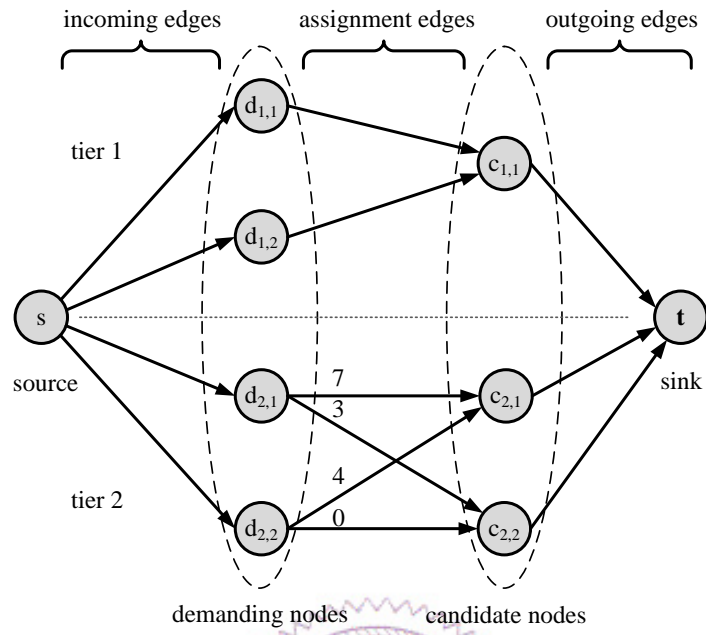 incoming edges
assignment edges
outgoing edges
d1,1
tier 1
c1,1
d1,2
s
t
source
sink
d2,1
7
3
c2,1
4
tier 2
0
d2,2
c2,2
demanding nodes
candidate nodes